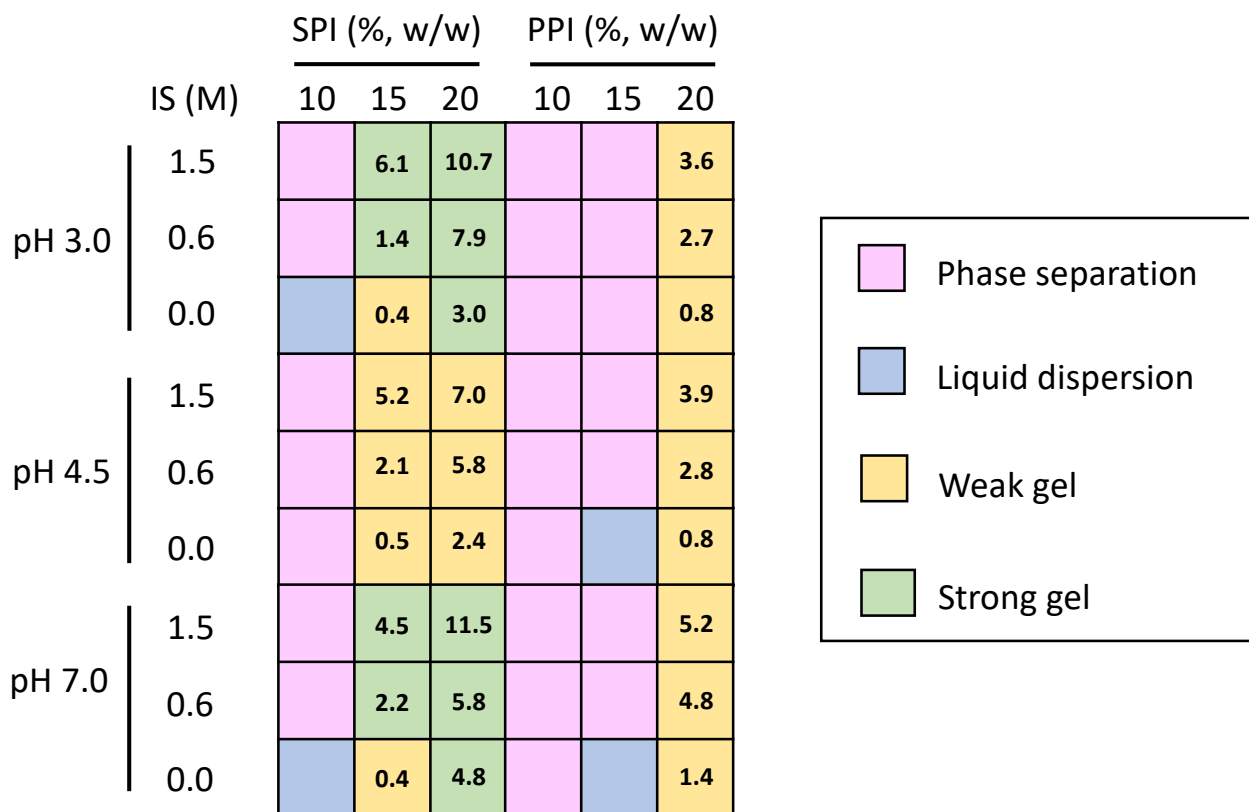 SPI (%, w/w) PPI (%, w/w)
IS (M) 10 15 20 10 15 20
1.5 6.1 10.7 3.6
pH 3.0 0.6 1.4 7.9 2.7
0.0 0.4 3.0 0.8
1.5 5.2 7.0 3.9
pH 4.5 0.6 2.1 5.8 2.8
0.0 0.5 2.4 0.8
1.5 4.5 11.5 5.2
pH 7.0 0.6 2.2 5.8 4.8
0.0 0.4 4.8 1.4
Phase separation
Liquid dispersion
Weak gel
Strong gel